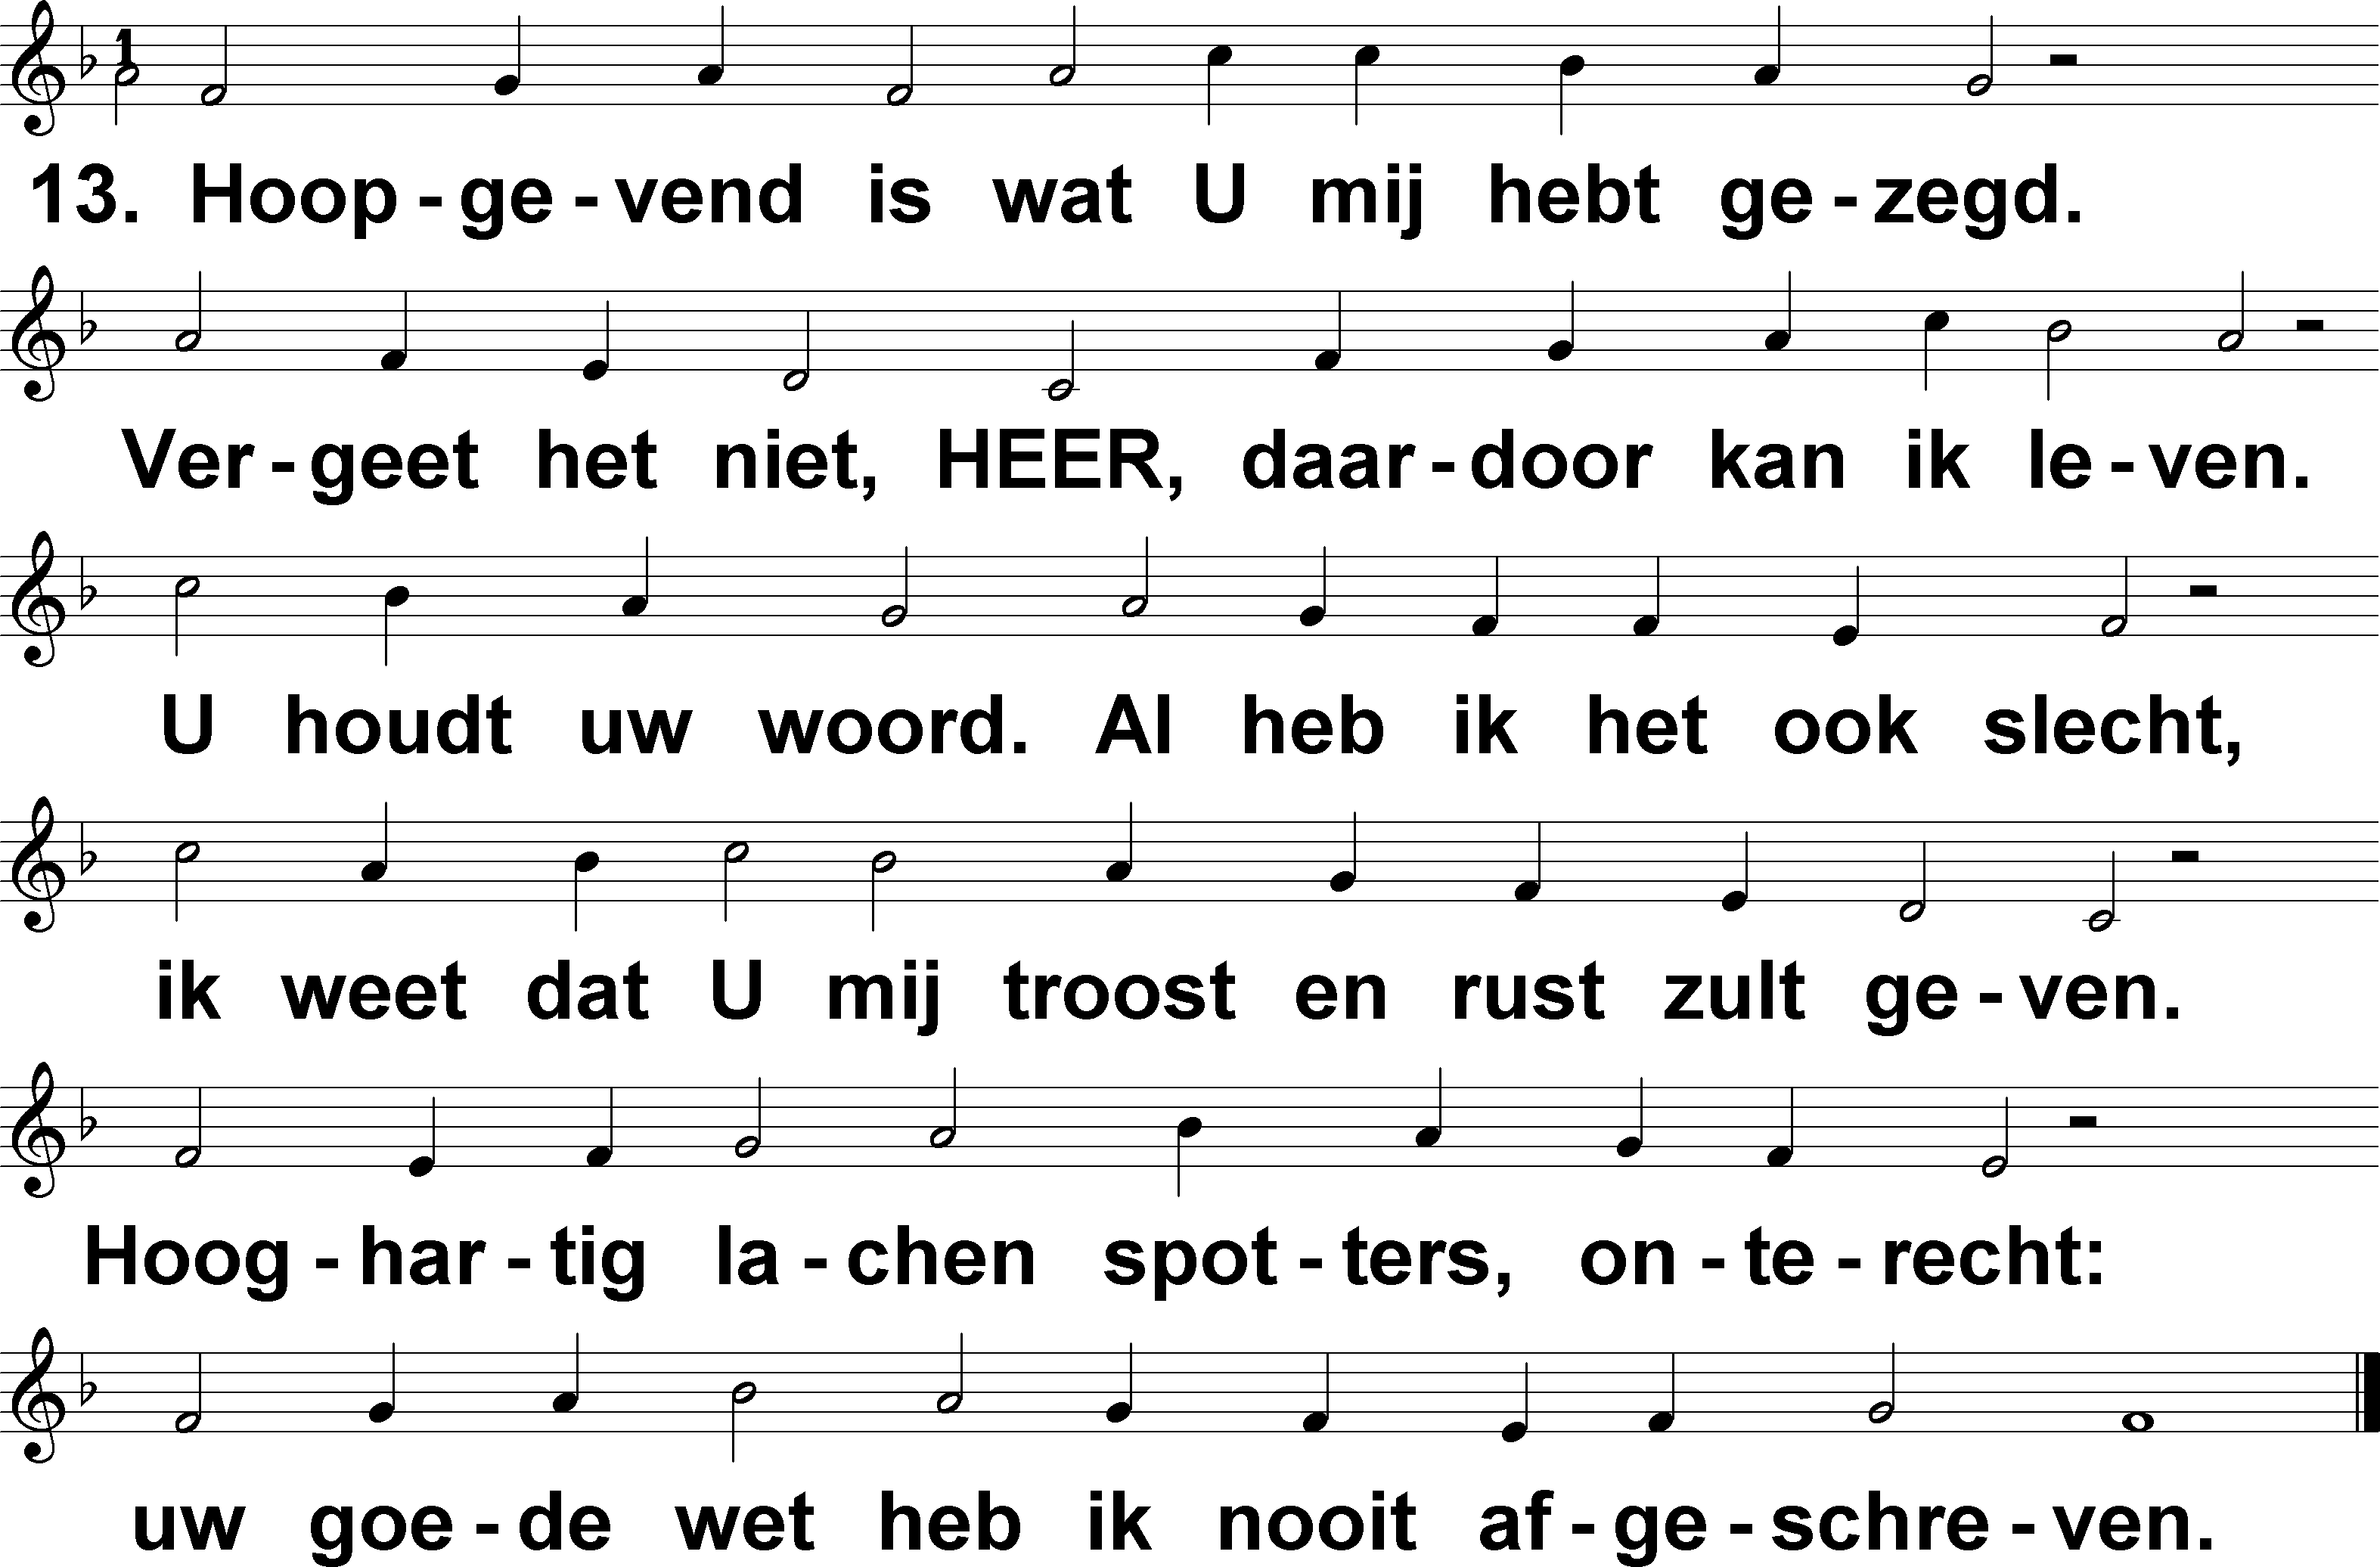 13. Hoop - ge - vend is wat U mij hebt ge - zegd.
Ver - geet het niet, HEER, daar - door kan ik le - ven.
U houdt uw woord. Al heb ik het ook slecht,
ik weet dat U mij troost en rust zult ge - ven.
Hoog - har - tig la - chen spot - ters, on - te - recht:
uw goe - de wet heb ik nooit af - ge - schre - ven.